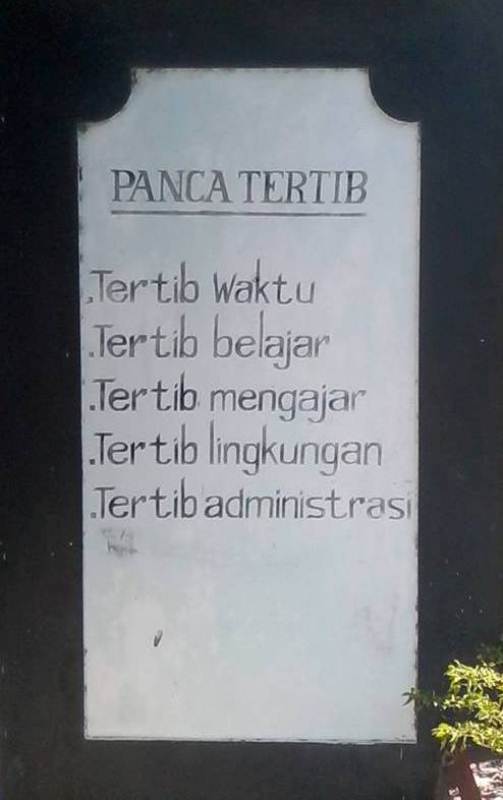 PANCA TERTIB
.Tertib Waktu
.Tertib belajar
.Tertib mengajar
.Tertib lingkungan
.Tertib administrasi